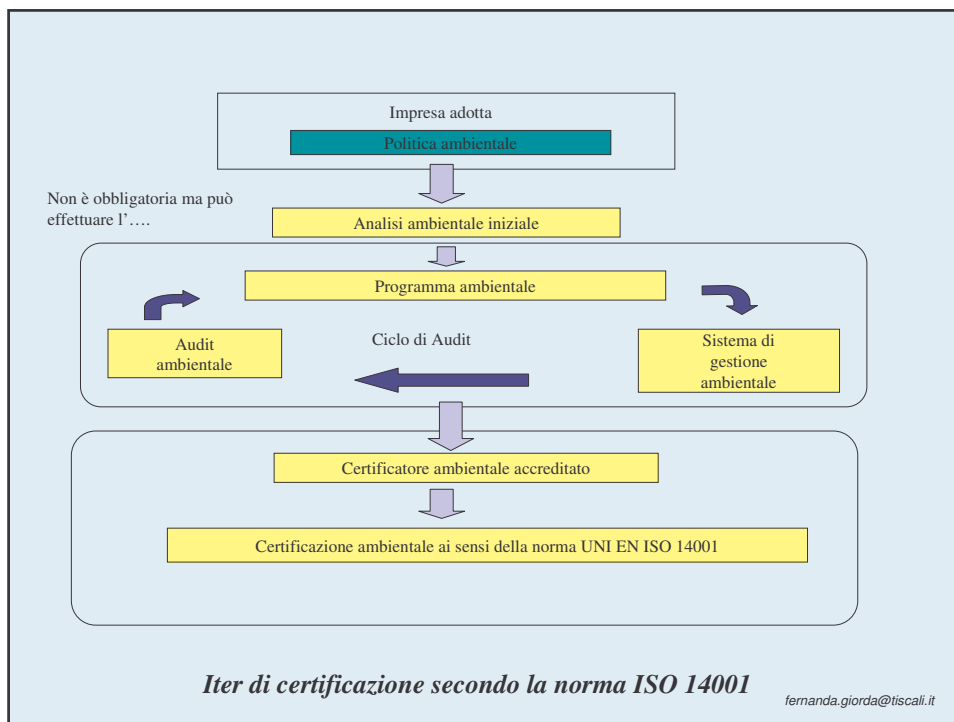 Impresa adotta
Politica ambientale
Non è obbligatoria ma può
effettuare l'….
Analisi ambientale iniziale
Programma ambientale
Audit
ambientale
Ciclo di Audit
Sistema di
gestione
ambientale
Certificatore ambientale accreditato
Certificazione ambientale ai sensi della norma UNI EN ISO 14001
Iter di certificazione secondo la norma ISO 14001
fernanda.giorda@tiscali.it